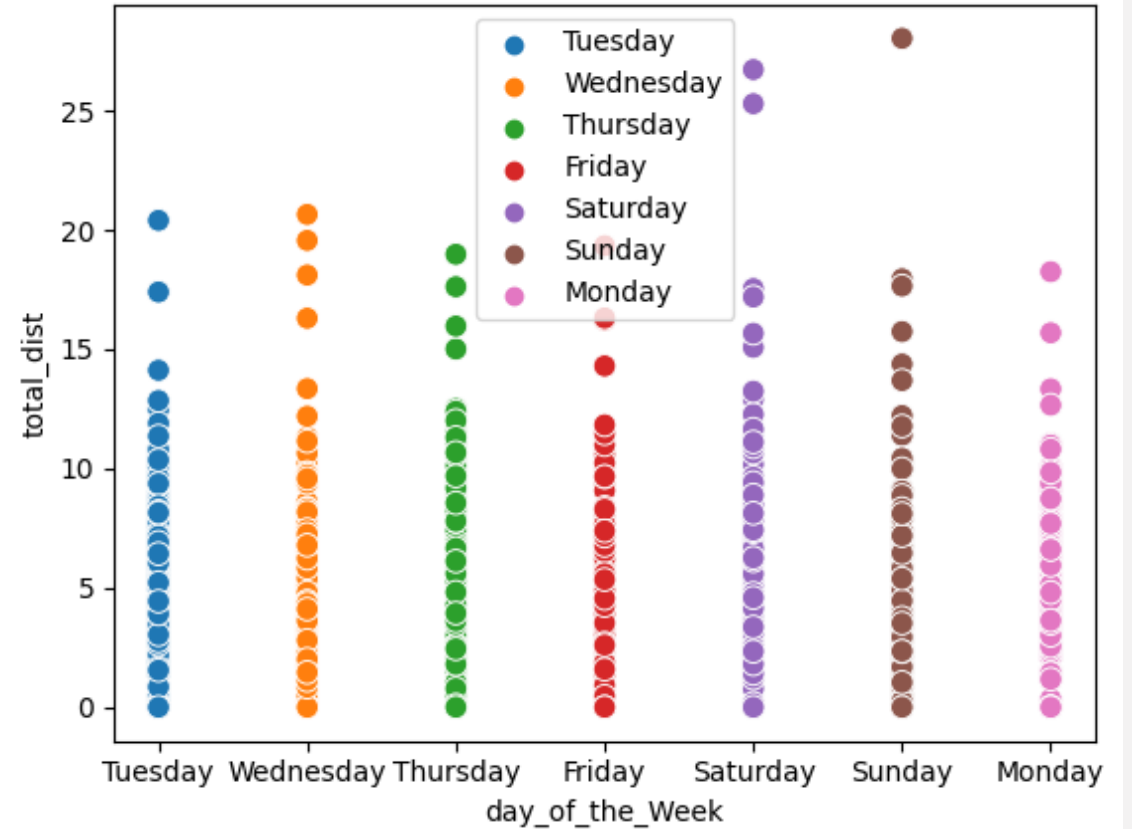 Tuesday
Wednesday
Thursday
Friday
Saturday
Sunday
Monday
25
20
15
10
5
0
total_dist
Tuesday Wednesday Thursday Friday Saturday Sunday Monday
day_of_the_Week